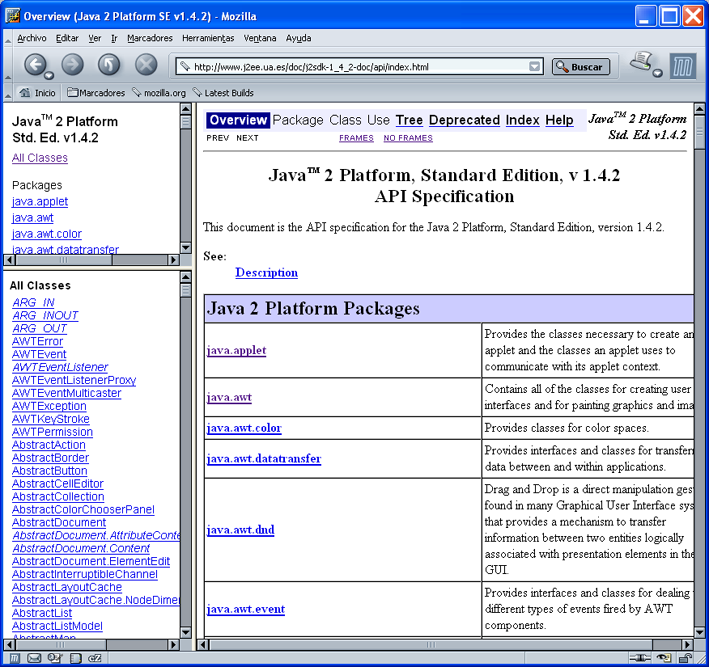 Overview (Java 2 Platform SE v1.4.2) - Mozilla
Archivo Editar Ver Ir Marcadores Herramientas Ventana Ayuda
http://www.j2ee.ua.es/doc/j2sdk-1_4_2-doc/api/index.html Buscar
Inicio Marcadores mozilla.org Latest Builds
Java™ 2 Platform
Std. Ed. v1.4.2
All Classes
Packages
java.applet
java.awt
java.awt.color
java.awt.datatransfer
All Classes
ARG_IN
ARG_INOUT
ARG_OUT
AWTError
AWTEvent
AWTEventListener
AWTEventListenerProxy
AWTEventMulticaster
AWTException
AWTKeyStroke
AWTPermission
AbstractAction
AbstractBorder
AbstractButton
AbstractCellEditor
AbstractCollection
AbstractColorChooserPanel
AbstractDocument
AbstractDocument.AttributeConte
AbstractDocument.Content
AbstractDocument.ElementEdit
AbstractInterruptibleChannel
AbstractLayoutCache
AbstractLayoutCache.NodeDimen
AbstractList
AbstractListModel
AbstractMap
Overview Package Class Use Tree Deprecated Index Help
Java™ 2 Platform
Std. Ed. v1.4.2
PREV NEXT FRAMES NO FRAMES
Java™ 2 Platform, Standard Edition, v 1.4.2
API Specification
This document is the API specification for the Java 2 Platform, Standard Edition, version 1.4.2.
See:
Description
Java 2 Platform Packages
java.applet
Provides the classes necessary to create an
applet and the classes an applet uses to
communicate with its applet context.
java.awt
Contains all of the classes for creating user
interfaces and for painting graphics and ima
java.awt.color
Provides classes for color spaces.
java.awt.datatransfer
Provides interfaces and classes for transferr
data between and within applications.
java.awt.dnd
Drag and Drop is a direct manipulation ges
found in many Graphical User Interface sys
that provides a mechanism to transfer
information between two entities logically
associated with presentation elements in the
GUI.
java.awt.event
Provides interfaces and classes for dealing
different types of events fired by AWT
components.